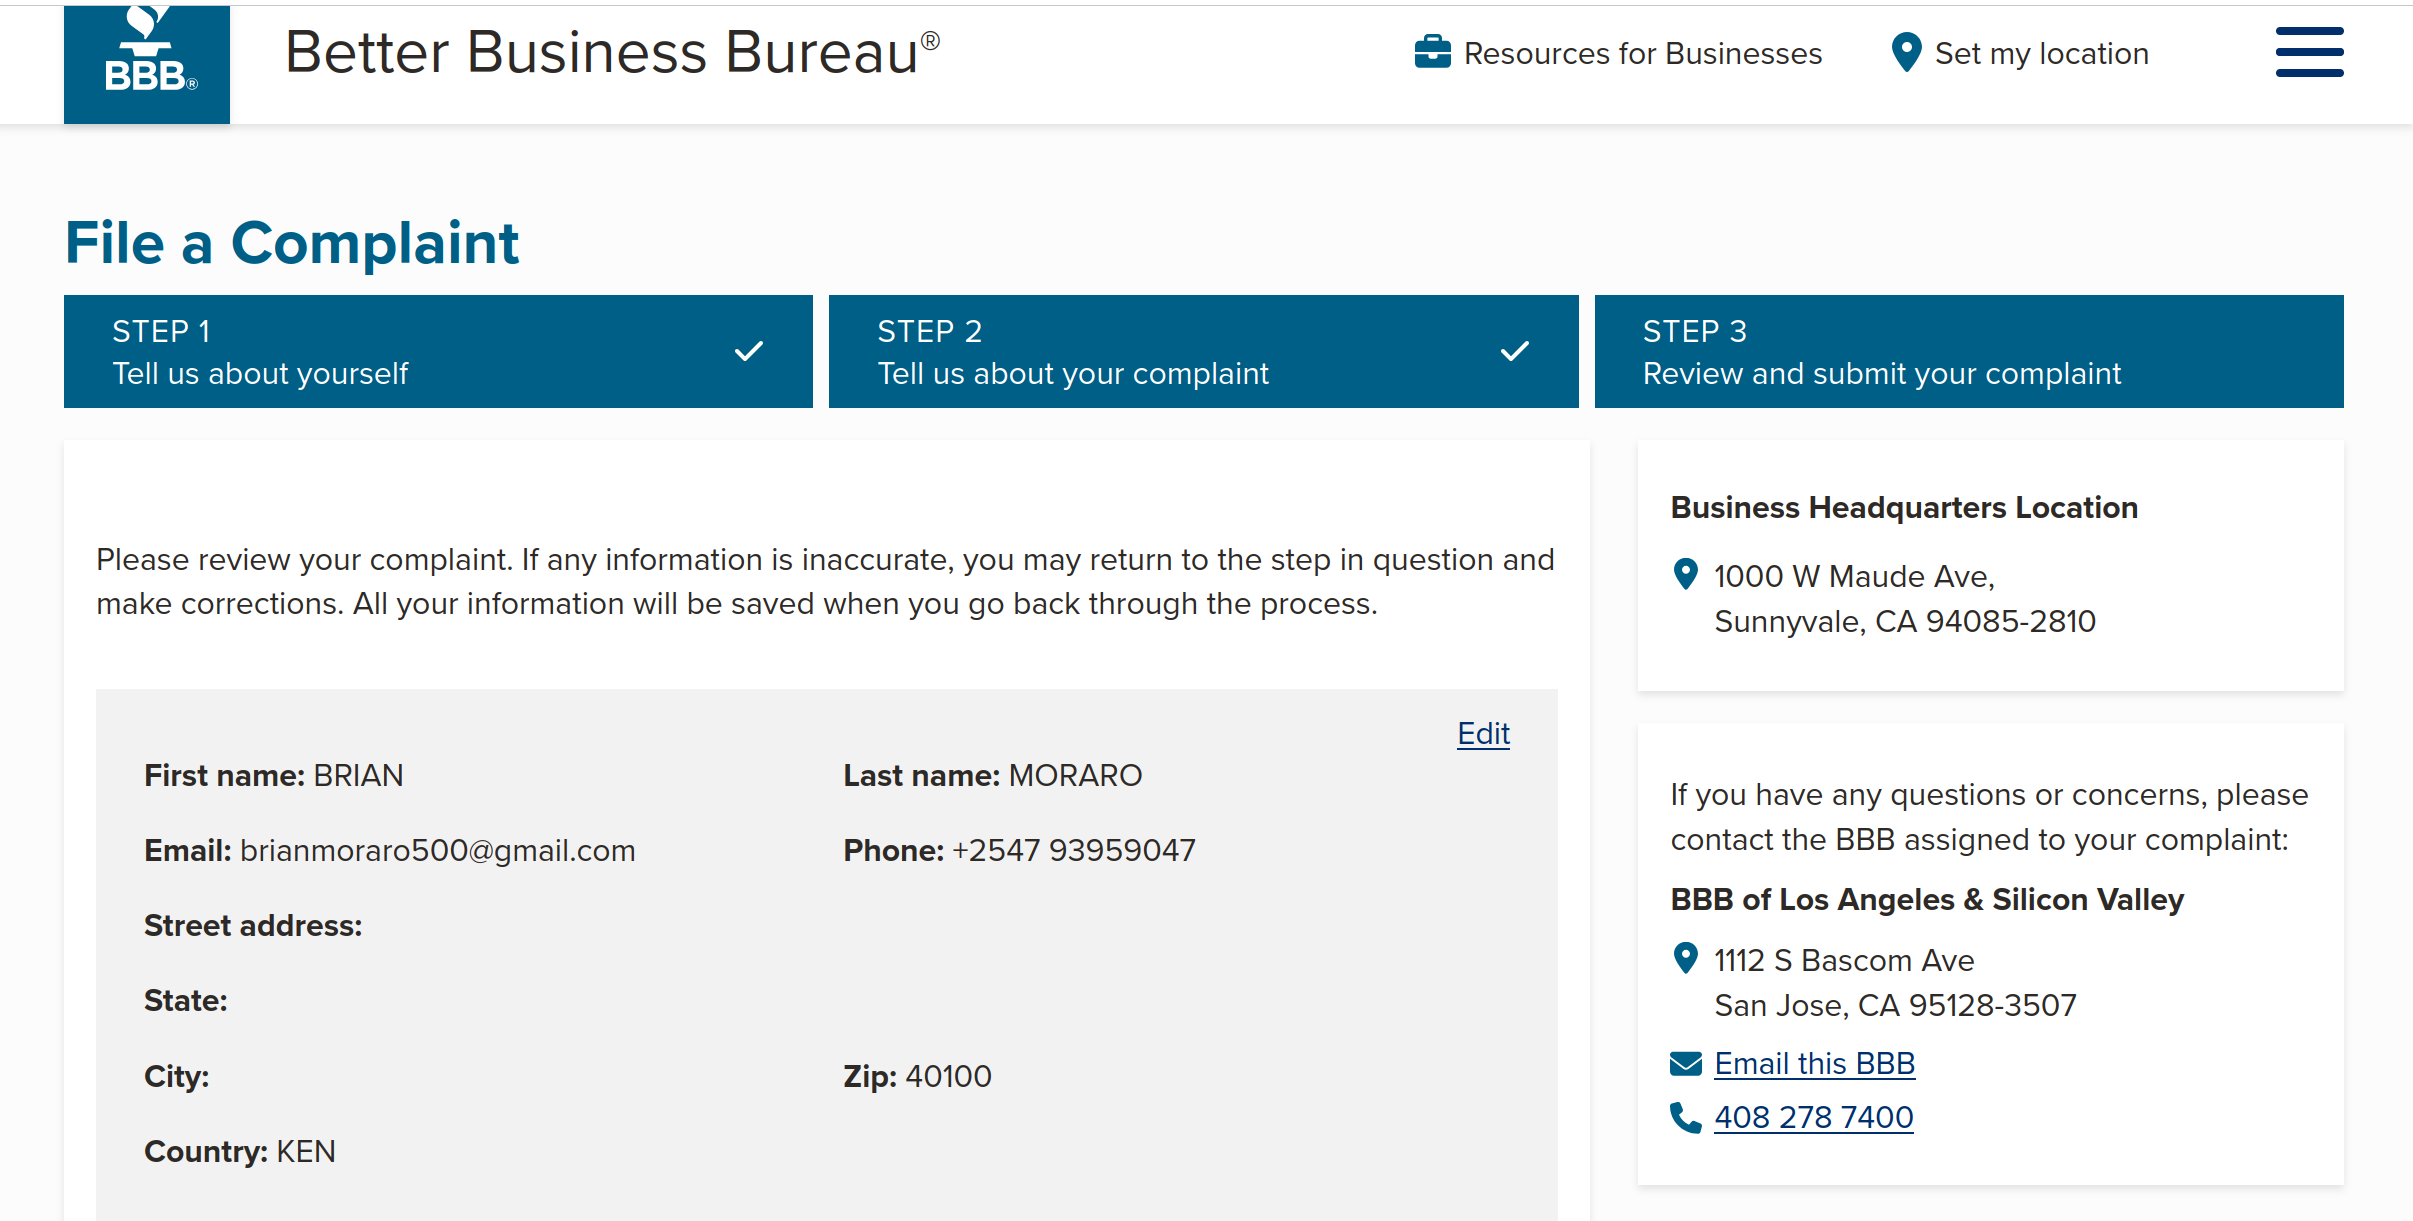 BBB®
Better Business Bureau®
Resources for Businesses
Set my location
File a Complaint
STEP 1
Tell us about yourself
STEP 2
Tell us about your complaint
STEP 3
Review and submit your complaint
Please review your complaint. If any information is inaccurate, you may return to the step in question and
make corrections. All your information will be saved when you go back through the process.
Edit
First name: BRIAN
Last name: MORARO
Email: brianmoraro500@gmail.com
Phone: +2547 93959047
Street address:
State:
City:
Zip: 40100
Country: KEN
Business Headquarters Location
1000 W Maude Ave,
Sunnyvale, CA 94085-2810
If you have any questions or concerns, please
contact the BBB assigned to your complaint:
BBB of Los Angeles & Silicon Valley
1112 S Bascom Ave
San Jose, CA 95128-3507
Email this BBB
408 278 7400